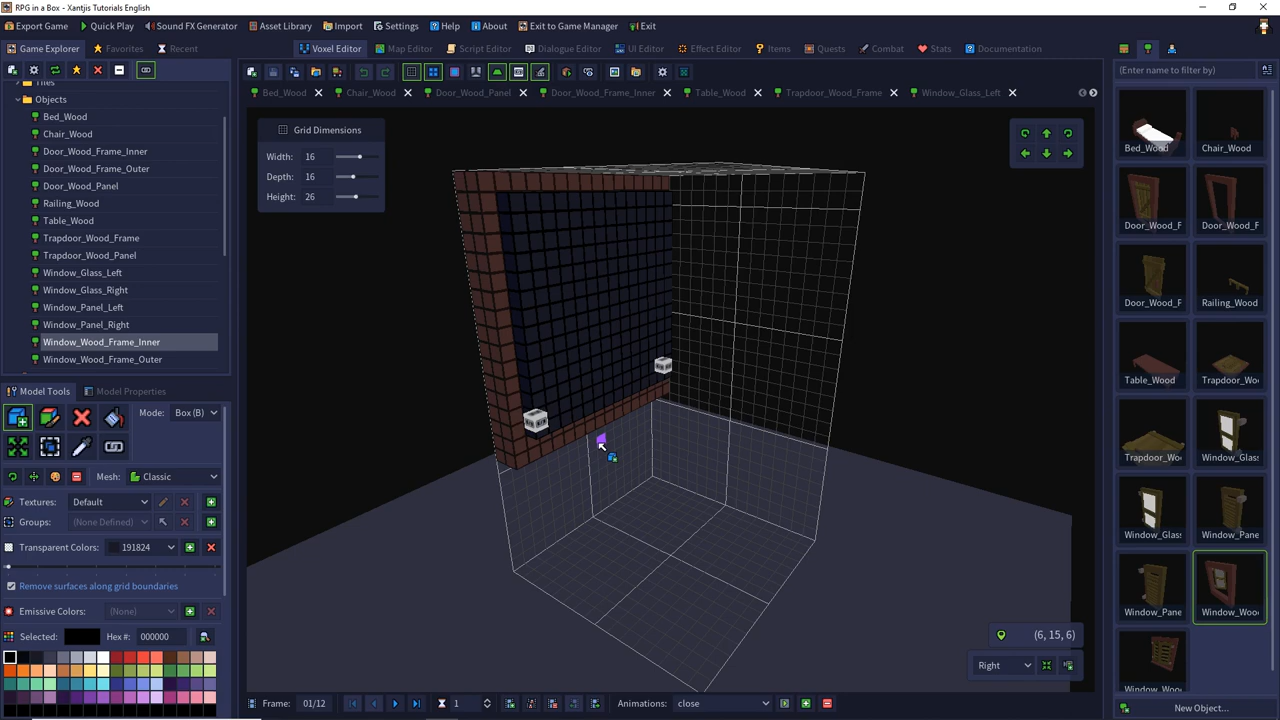 RPG in a Box - Xantjis Tutorials English
Export Game
Quick Play
Sound FX Generator
Asset Library
Import
Settings
Help
About
Exit to Game Manager
Exit
Game Explorer
Favorites
Recent
Voxel Editor
Map Editor
Script Editor
Dialogue Editor
UI Editor
Effect Editor
Items
Quests
Combat
Stats
Documentation
(Enter name to filter by)
Bed_Wood
Chair_Wood
Door_Wood_Panel
Door_Wood_Frame_Inner
Table_Wood
Trapdoor_Wood_Frame
Window_Glass_Left
Tiles
Objects
Bed_Wood
Chair_Wood
Door_Wood_Frame_Inner
Door_Wood_Frame_Outer
Door_Wood_Panel
Railing_Wood
Table_Wood
Trapdoor_Wood_Frame
Trapdoor_Wood_Panel
Window_Glass_Left
Window_Glass_Right
Window_Panel_Left
Window_Panel_Right
Window_Wood_Frame_Inner
Window_Wood_Frame_Outer
Grid Dimensions
Width: 16
Depth: 16
Height: 26
Model Tools
Model Properties
Mode: Box (B)
Mesh: Classic
Textures: Default
Groups: (None Defined)
Transparent Colors: 191824
Remove surfaces along grid boundaries
Emissive Colors: (None)
Selected: Hex #: 000000
(6, 15, 6)
Right
Frame: 01/12
1
Animations: close
Bed_Wood
Chair_Wood
Door_Wood_F
Door_Wood_F
Door_Wood_F
Railing_Wood
Table_Wood
Trapdoor_Wo
Trapdoor_Wo
Window_Glas
Window_Glas
Window_Pane
Window_Pane
Window_Woo
Window_Woo
New Object...